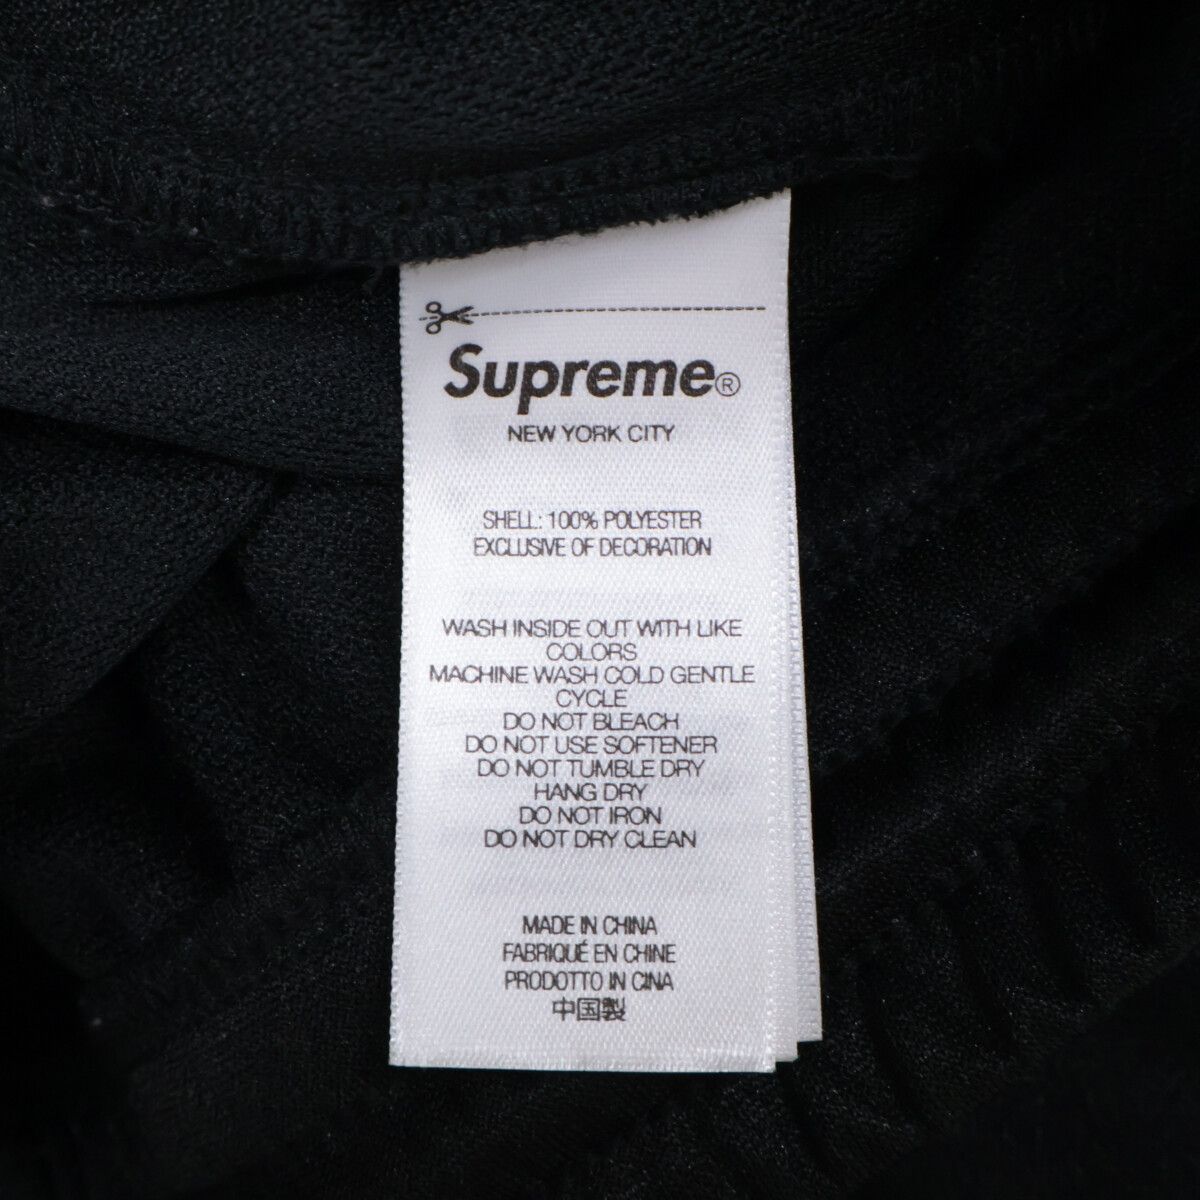 Supreme®
NEW YORK CITY
SHELL: 100% POLYESTER
EXCLUSIVE OF DECORATION
WASH INSIDE OUT WITH LIKE
COLORS
MACHINE WASH COLD GENTLE
CYCLE
DO NOT BLEACH
DO NOT USE SOFTENER
DO NOT TUMBLE DRY
HANG DRY
DO NOT IRON
DO NOT DRY CLEAN
MADE IN CHINA
FABRIQUÉ EN CHINE
PRODOTTO IN CINA
中国製